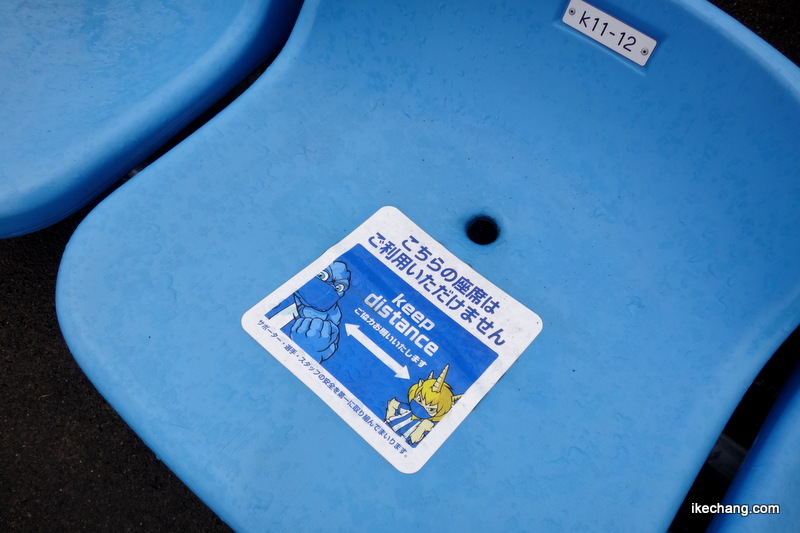 k11-12
こちらの座席は
ご利用いただけません
keep
distance
ご協力お願いいたします
サポーター・選手・スタッフの安全を第一に取り組んでまいります。
ikechang.com